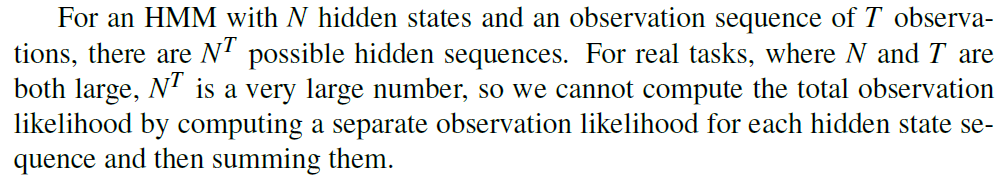 For an HMM with N hidden states and an observation sequence of T observa-
tions, there are N^T possible hidden sequences. For real tasks, where N and T are
both large, N^T is a very large number, so we cannot compute the total observation
likelihood by computing a separate observation likelihood for each hidden state se-
quence and then summing them.